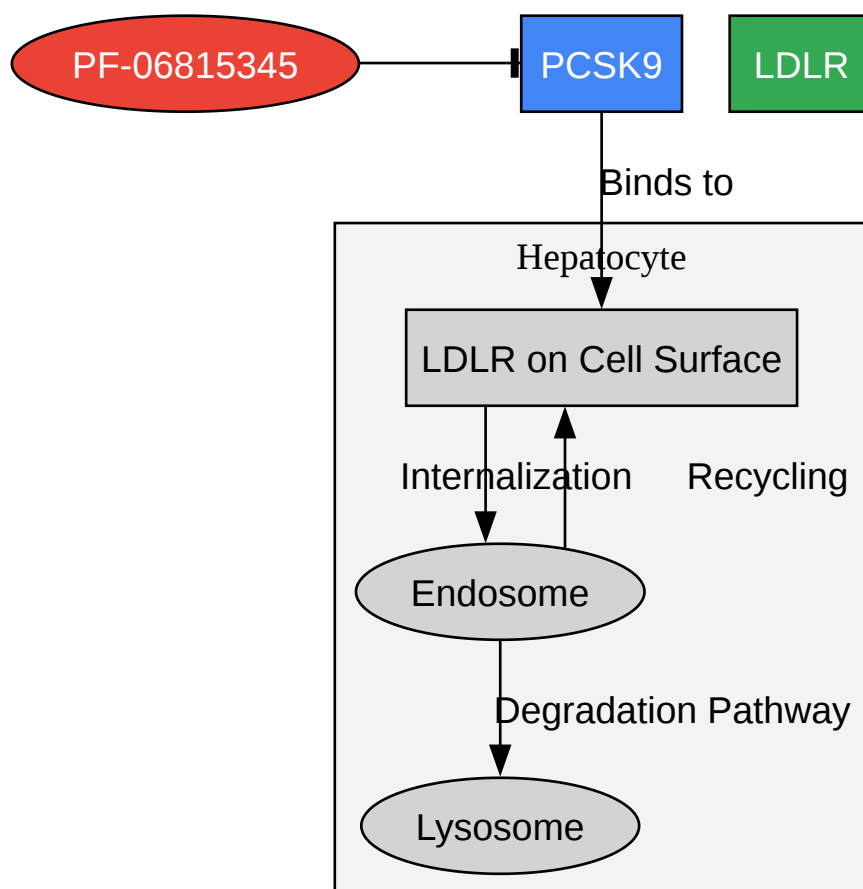 PF-06815345
PCSK9
LDLR
Binds to
Hepatocyte
LDLR on Cell Surface
Internalization
Recycling
Endosome
Degradation Pathway
Lysosome